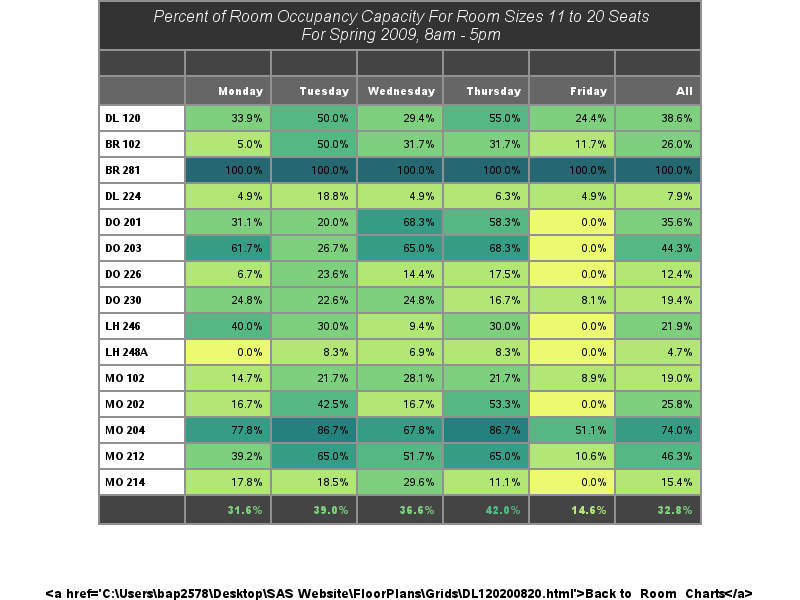 Percent of Room Occupancy Capacity For Room Sizes 11 to 20 Seats
For Spring 2009, 8am - 5pm
Monday Tuesday Wednesday Thursday Friday All
DL 120 33.9% 50.0% 29.4% 55.0% 24.4% 38.6%
BR 102 5.0% 50.0% 31.7% 31.7% 11.7% 26.0%
BR 281 100.0% 100.0% 100.0% 100.0% 100.0% 100.0%
DL 224 4.9% 18.8% 4.9% 6.3% 4.9% 7.9%
DO 201 31.1% 20.0% 68.3% 58.3% 0.0% 35.6%
DO 203 61.7% 26.7% 65.0% 68.3% 0.0% 44.3%
DO 226 6.7% 23.6% 14.4% 17.5% 0.0% 12.4%
DO 230 24.8% 22.6% 24.8% 16.7% 8.1% 19.4%
LH 246 40.0% 30.0% 9.4% 30.0% 0.0% 21.9%
LH 248A 0.0% 8.3% 6.9% 8.3% 0.0% 4.7%
MO 102 14.7% 21.7% 28.1% 21.7% 8.9% 19.0%
MO 202 16.7% 42.5% 16.7% 53.3% 0.0% 25.8%
MO 204 77.8% 86.7% 67.8% 86.7% 51.1% 74.0%
MO 212 39.2% 65.0% 51.7% 65.0% 10.6% 46.3%
MO 214 17.8% 18.5% 29.6% 11.1% 0.0% 15.4%
31.6% 39.0% 36.6% 42.0% 14.6% 32.8%
<a href='C:\Users\bap2578\Desktop\SAS Website\FloorPlans\Grids\DL120200820.html'>Back to Room Charts</a>